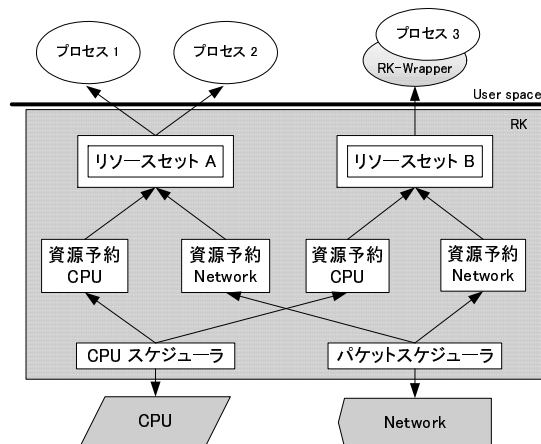 プロセス 1
プロセス 2
プロセス 3
RK-Wrapper
User space
RK
リソースセット A
リソースセット B
資源予約
CPU
資源予約
Network
資源予約
CPU
資源予約
Network
CPU スケジューラ
パケットスケジューラ
CPU
Network